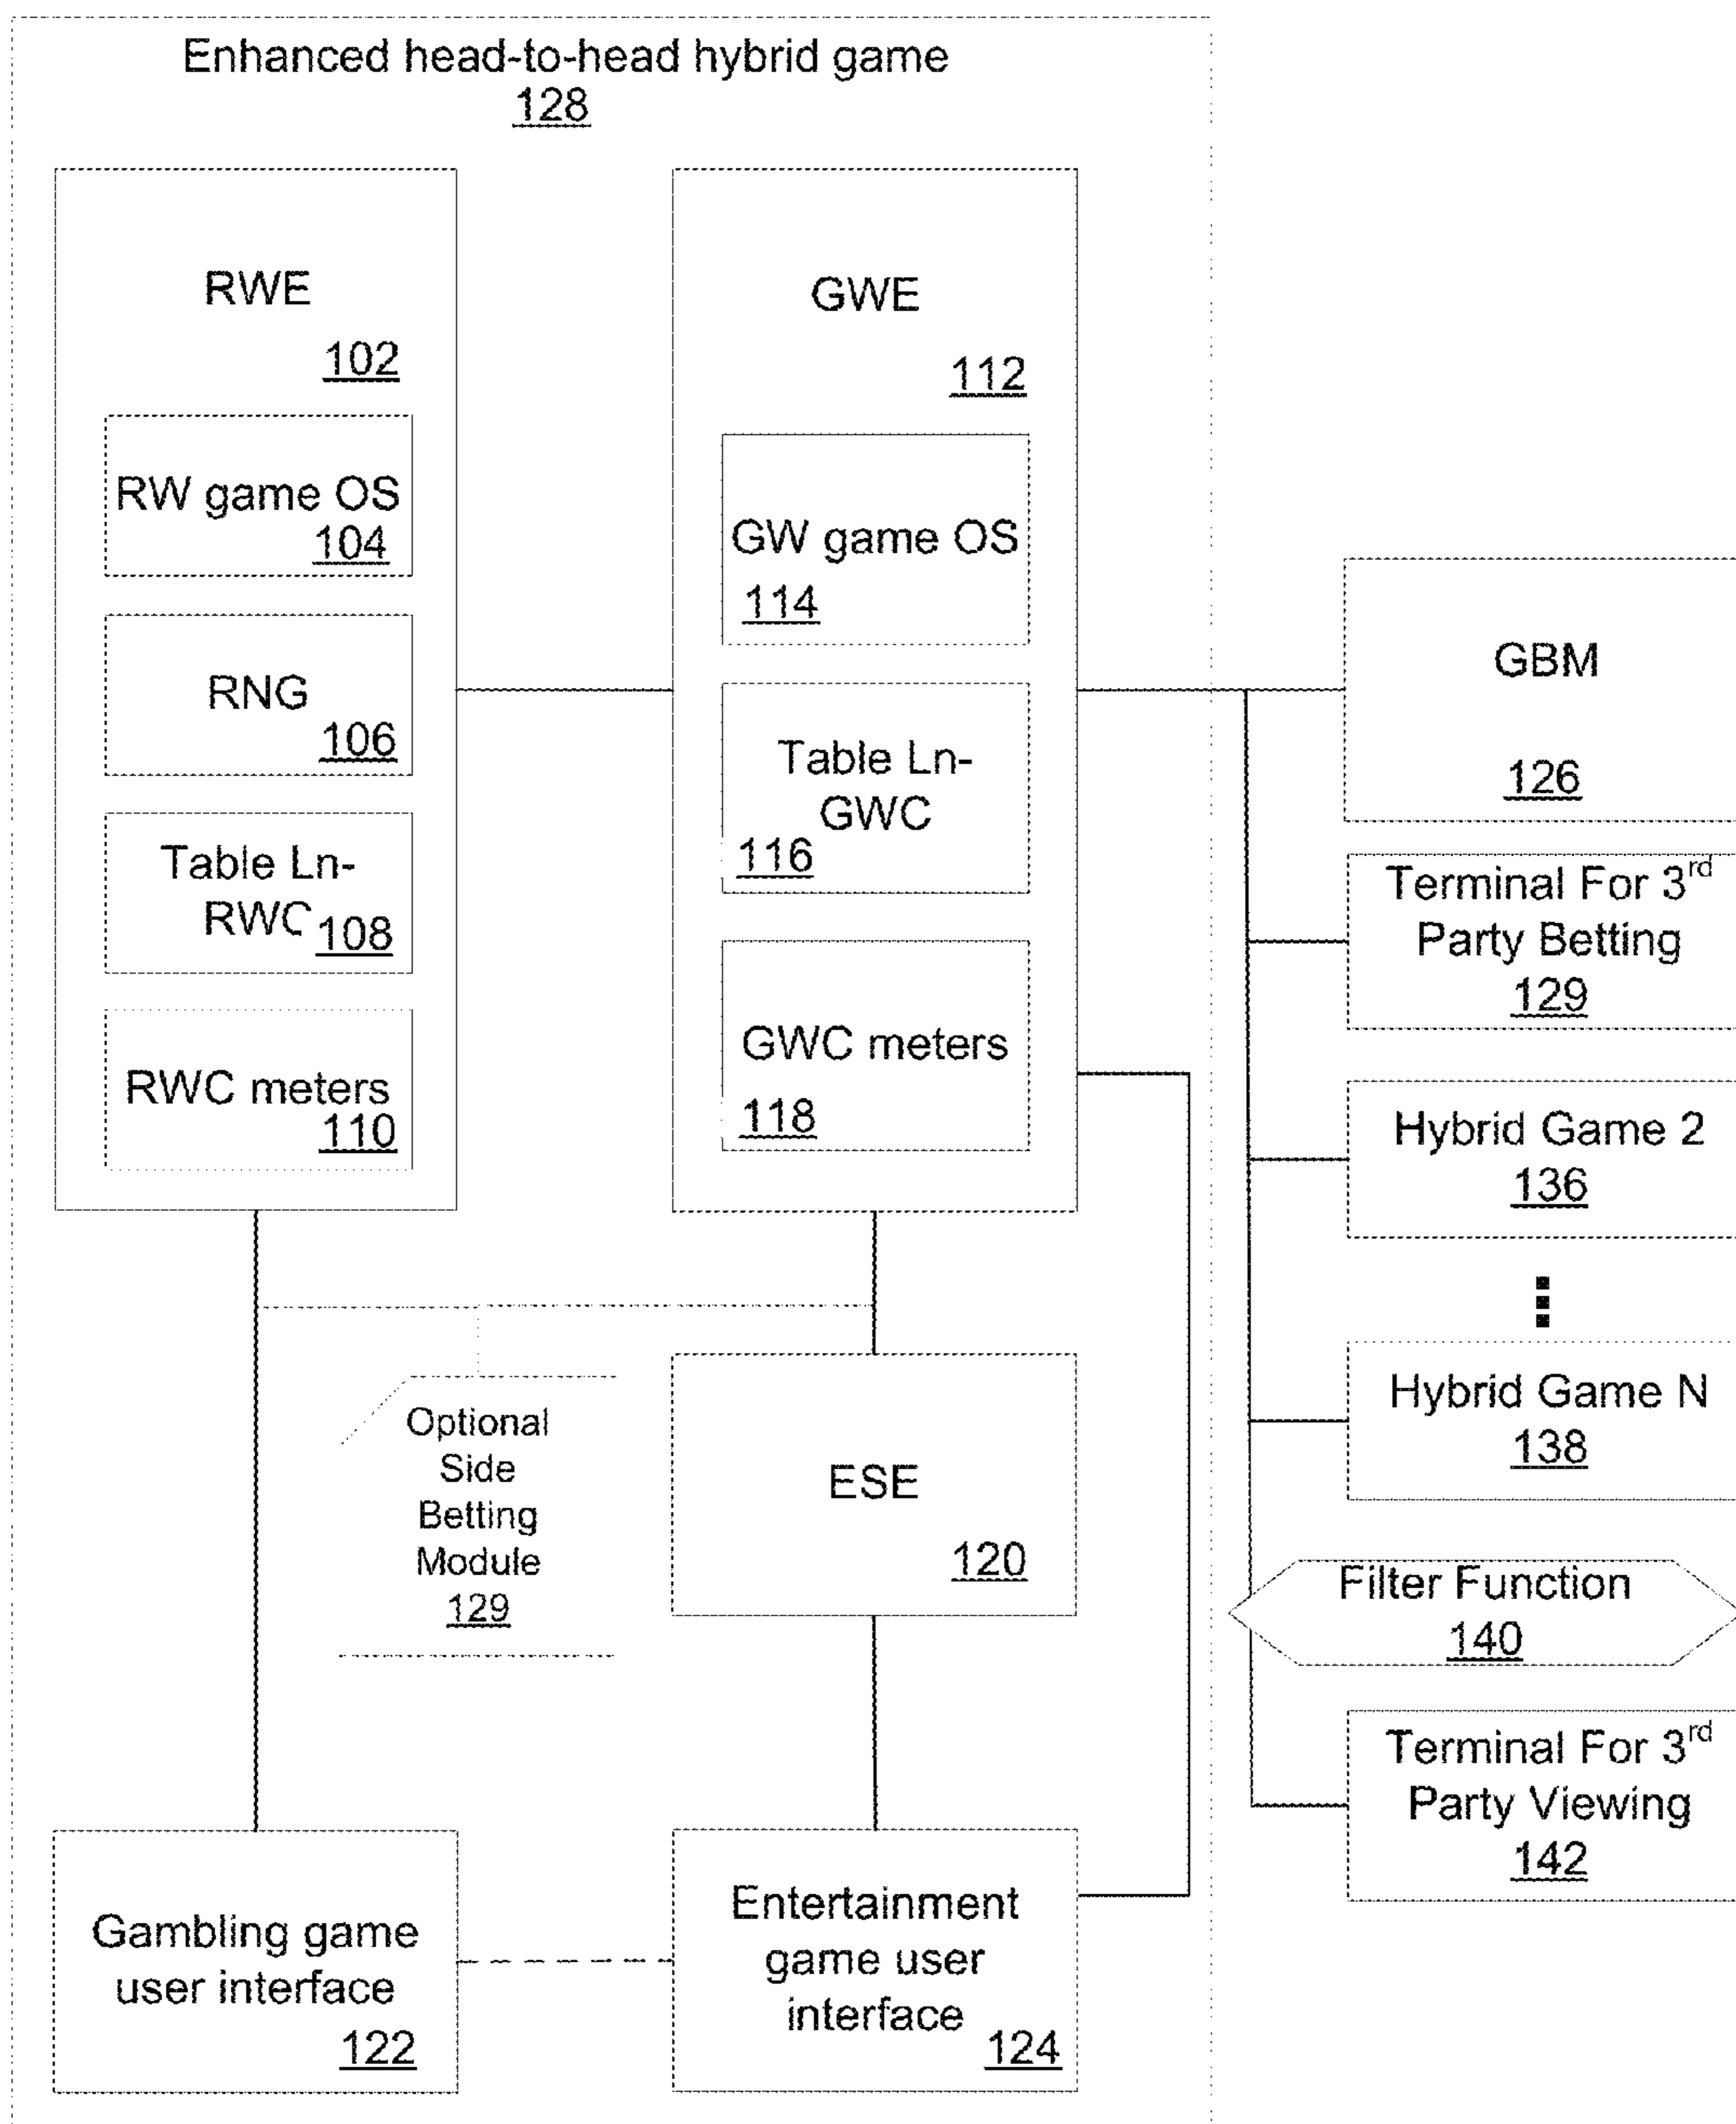 Enhanced head-to-head hybrid game
128
RWE
102
RW game OS
104
RNG
106
Table Ln-
RWC
108
RWC meters
110
GWE
112
GW game OS
114
Table Ln-
GWC
116
GWC meters
118
Optional
Side
Betting
Module
129
ESE
120
Gambling game
user interface
122
Entertainment
game user
interface
124
GBM
126
Terminal For 3rd
Party Betting
129
Hybrid Game 2
136
Hybrid Game N
138
Filter Function
140
Terminal For 3rd
Party Viewing
142